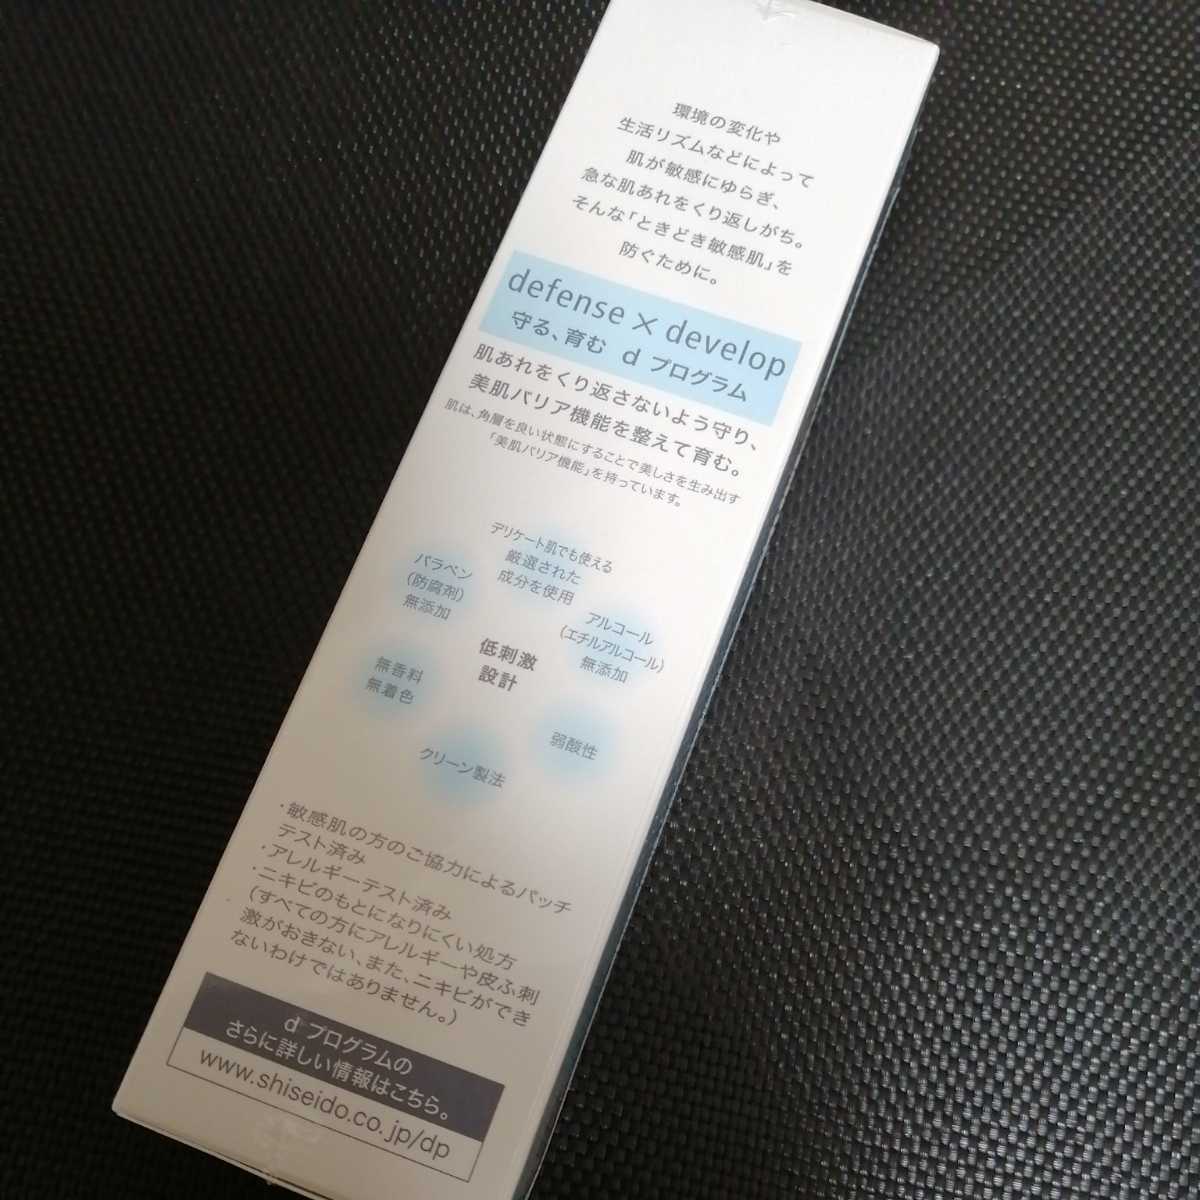 環境の変化や
生活リズムなどによって
肌が敏感にゆらぎ、
急な肌あれをくり返しがち。
そんな「ときどき敏感肌」を
防ぐために。
defense × develop
守る、育む d プログラム
肌あれをくり返さないよう守り、
美肌バリア機能を整えて育む。
肌は、角層を良い状態にすることで美しさを生み出す
「美肌バリア機能」を持っています。
デリケート肌でも使える
厳選された
成分を使用
パラベン
(防腐剤)
無添加
アルコール
(エチルアルコール)
無添加
低刺激
設計
無香料
無着色
弱酸性
クリーン製法
・敏感肌の方のご協力によるパッチ
テスト済み
・アレルギーテスト済み
・ニキビのもとになりにくい処方
(すべての方にアレルギーや皮ふ刺
激がおきない、また、ニキビができ
ないわけではありません。)
d プログラムの
さらに詳しい情報はこちら。
www.shiseido.co.jp/dp